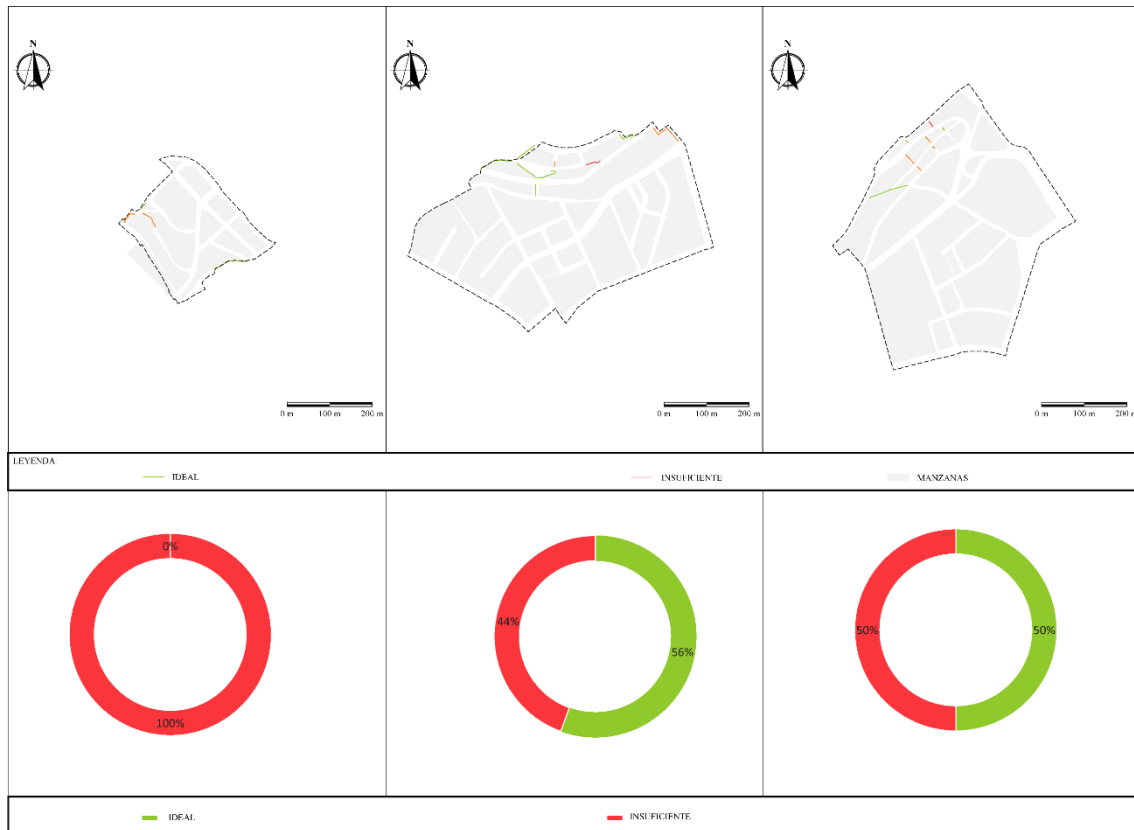 N
N
N
0 m 100 m 200 m
0 m 100 m 200 m
0 m 100 m 200 m
LEYENDA:
IDEAL INSUFICIENTE MANZANAS
0%
100%
44%
56%
50%
50%
IDEAL INSUFICIENTE